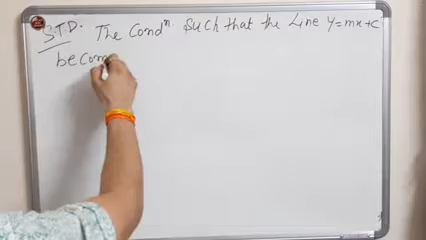 S.T.D. The Condⁿ Such that the Line y=mx+c
becom